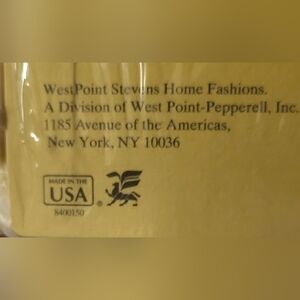 WestPoint Stevens Home Fashions.
A Division of West Point-Pepperell, Inc.
1185 Avenue of the Americas,
New York, NY 10036
MADE IN THE
USA ®
8400150